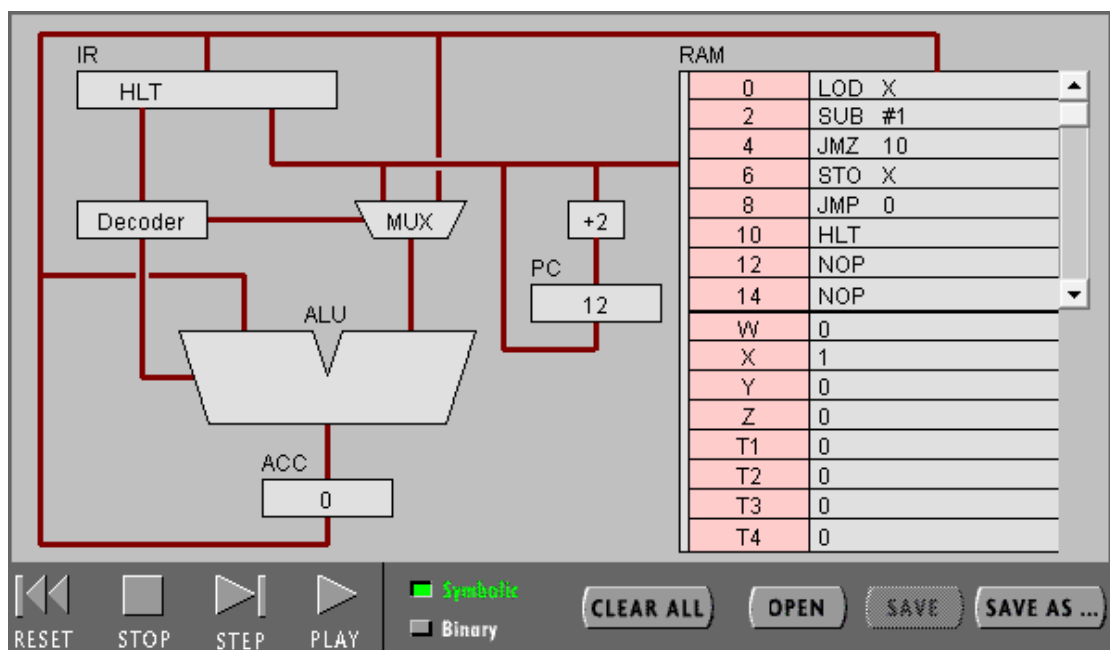 IR
HLT
Decoder
MUX
+2
PC
12
ALU
ACC
0
RAM
0 LOD X
2 SUB #1
4 JMZ 10
6 STO X
8 JMP 0
10 HLT
12 NOP
14 NOP
W 0
X 1
Y 0
Z 0
T1 0
T2 0
T3 0
T4 0
RESET
STOP
STEP
PLAY
Symbolic
Binary
CLEAR ALL
OPEN
SAVE
SAVE AS ...